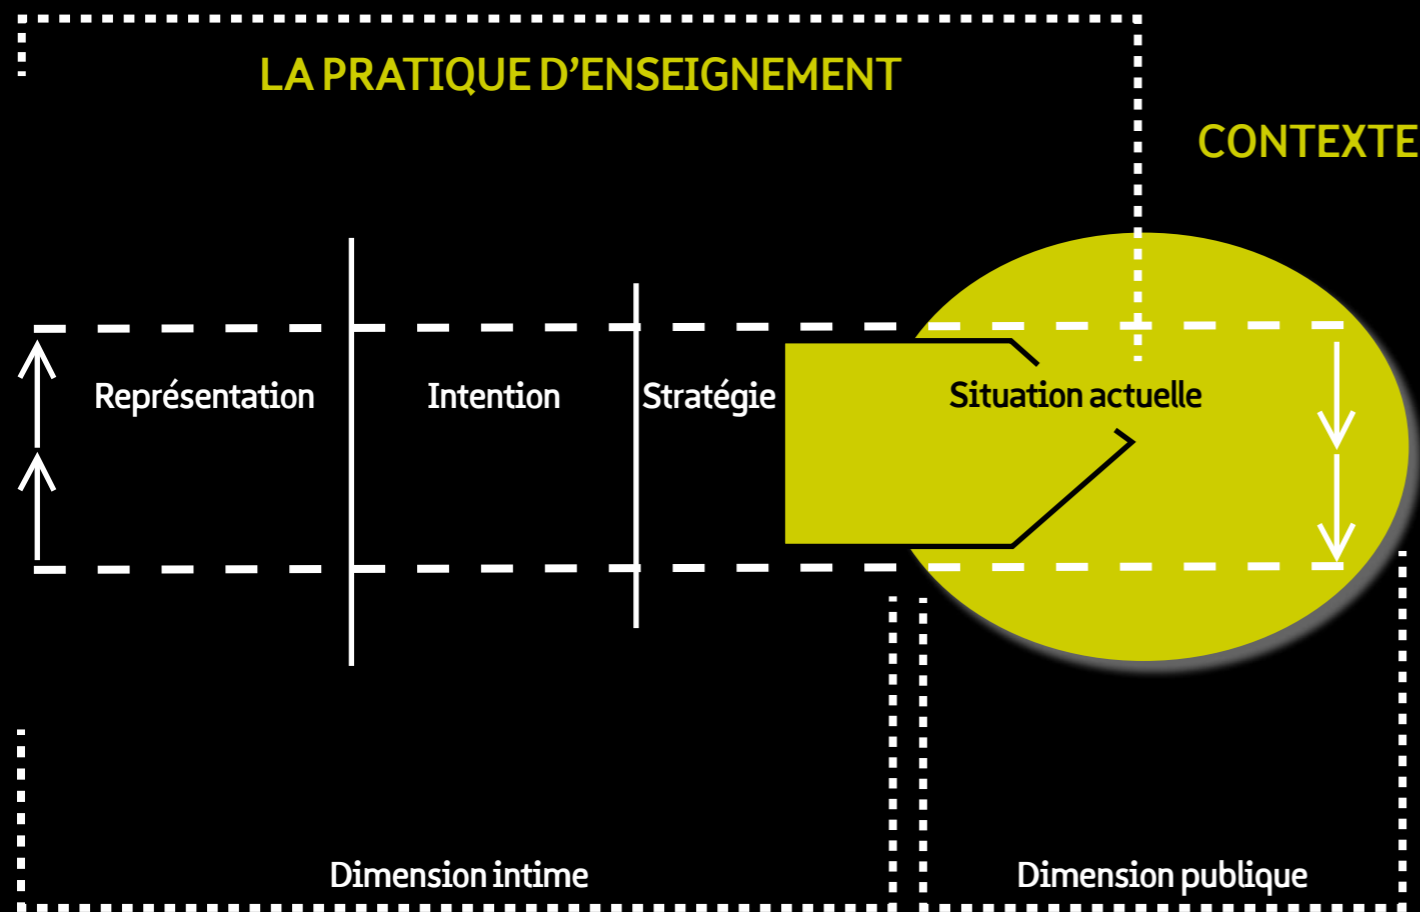 LA PRATIQUE D’ENSEIGNEMENT
CONTEXTE
Représentation
Intention
Stratégie
Situation actuelle
Dimension intime
Dimension publique